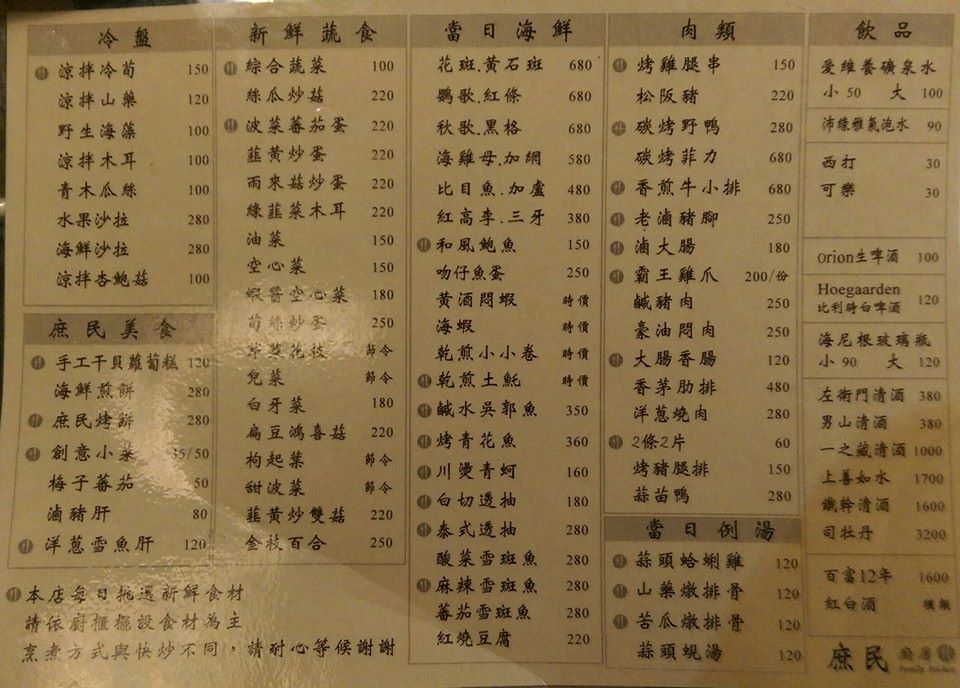 冷盤
涼拌冷荀 150
涼拌山藥 120
野生海藻 100
涼拌木耳 100
青木瓜絲 100
水果沙拉 280
海鮮沙拉 280
涼拌杏鮑菇 100
庶民美食
手工干貝蘿蔔糕 120
海鮮煎餅 280
庶民烤餅 280
創意小菜 35/50
梅子蕃茄 50
滷豬肝 80
洋蔥雪魚肝 120
新鮮蔬食
綜合蔬菜 100
絲瓜炒菇 220
波菜蕃茄蛋 220
韮黃炒蛋 220
雨來菇炒蛋 220
綠韮菜木耳 220
油菜 150
空心菜 150
蝦醬空心菜 180
荀絲炒蛋 250
菜花枝 節令
兒菜 節令
白牙菜 180
扁豆鴻喜菇 220
枸起葉 節令
甜波菜 節令
韮黃炒雙菇 220
金枝百合 250
當日海鮮
花斑.黃石斑 680
鸚歌.紅條 680
秋歌.黑格 680
海雞母.加網 580
比目魚.加盧 480
紅高李.三牙 380
和風鮑魚 150
吻仔魚蛋 250
黃酒悶蝦 時價
海蝦 時價
乾煎小小卷 時價
乾煎土魠 時價
鹹水吳郭魚 350
烤青花魚 360
川燙青蚵 160
白切透抽 180
泰式透抽 280
酸菜雪斑魚 280
麻辣雪斑魚 280
蕃茄雪斑魚 280
紅燒豆腐 220
肉類
烤雞腿串 150
松阪豬 220
碳烤野鴨 280
碳烤菲力 680
香煎牛小排 680
老滷豬腳 250
滷大腸 180
霸王雞爪 200/份
鹹豬肉 250
豪油悶肉 250
大腸香腸 120
香茅肋排 480
洋蔥燒肉 280
2條2片 60
烤豬腿排 150
蒜苗鴨 280
當日例湯
蒜頭蛤蜊雞 120
山藥燉排骨 120
苦瓜燉排骨 120
蒜頭蜆湯 120
飲品
愛維養礦泉水
小 50 大 100
沛綠雅氣泡水 90
西打 30
可樂 30
Orion生啤酒 100
Hoegaarden
比利時白啤酒 120
海尼根玻璃瓶
小 90 大 120
左衛門清酒 380
男山清酒 380
一之藏清酒 1000
上善如水 1700
鐵幹清酒 1600
司牡丹 3200
百富12年 1600
紅白酒
本店每日挑選新鮮食材
請依廚櫃擺設食材為主
烹煮方式與快炒不同，請耐心等候謝謝
庶民